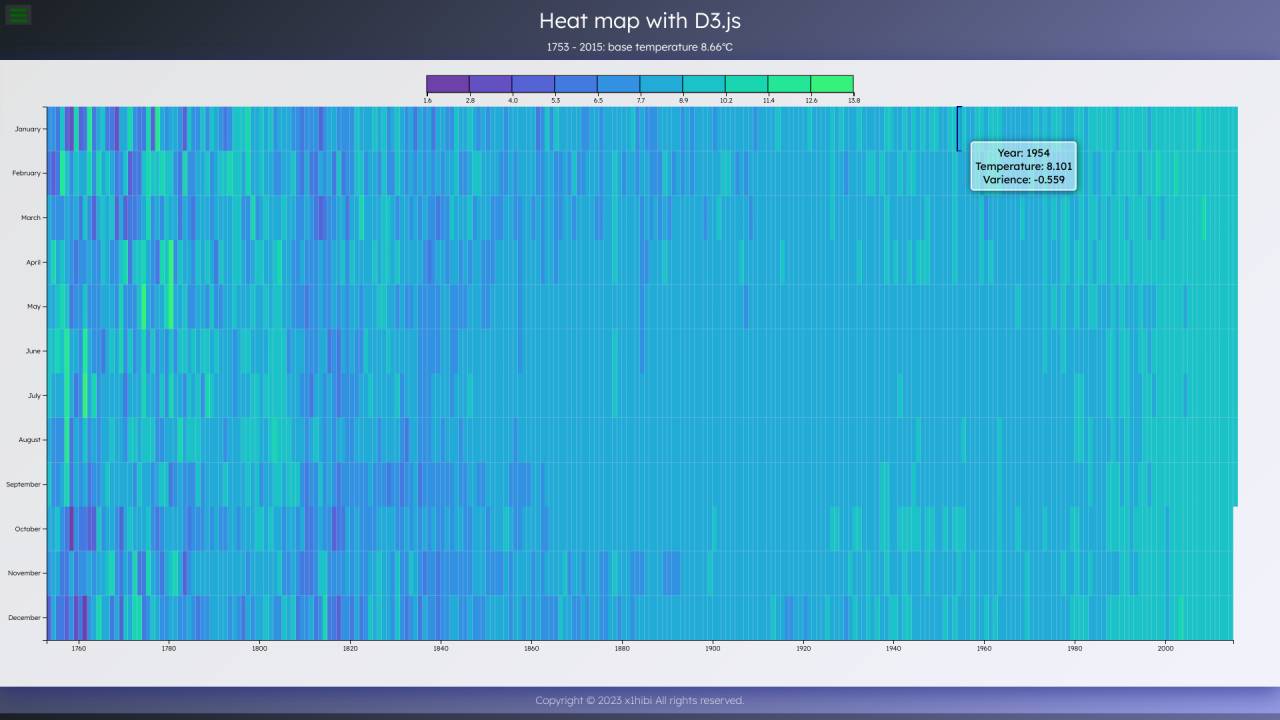 Heat map with D3.js
1753 - 2015: base temperature 8.66℃
1.6 2.8 4.0 5.3 6.5 7.7 8.9 10.2 11.4 12.6 13.8
January
Year: 1954
Temperature: 8.101
Varience: -0.559
February
March
April
May
June
July
August
September
October
November
December
1760 1780 1800 1820 1840 1860 1880 1900 1920 1940 1960 1980 2000
Copyright © 2023 x1hibi All rights reserved.